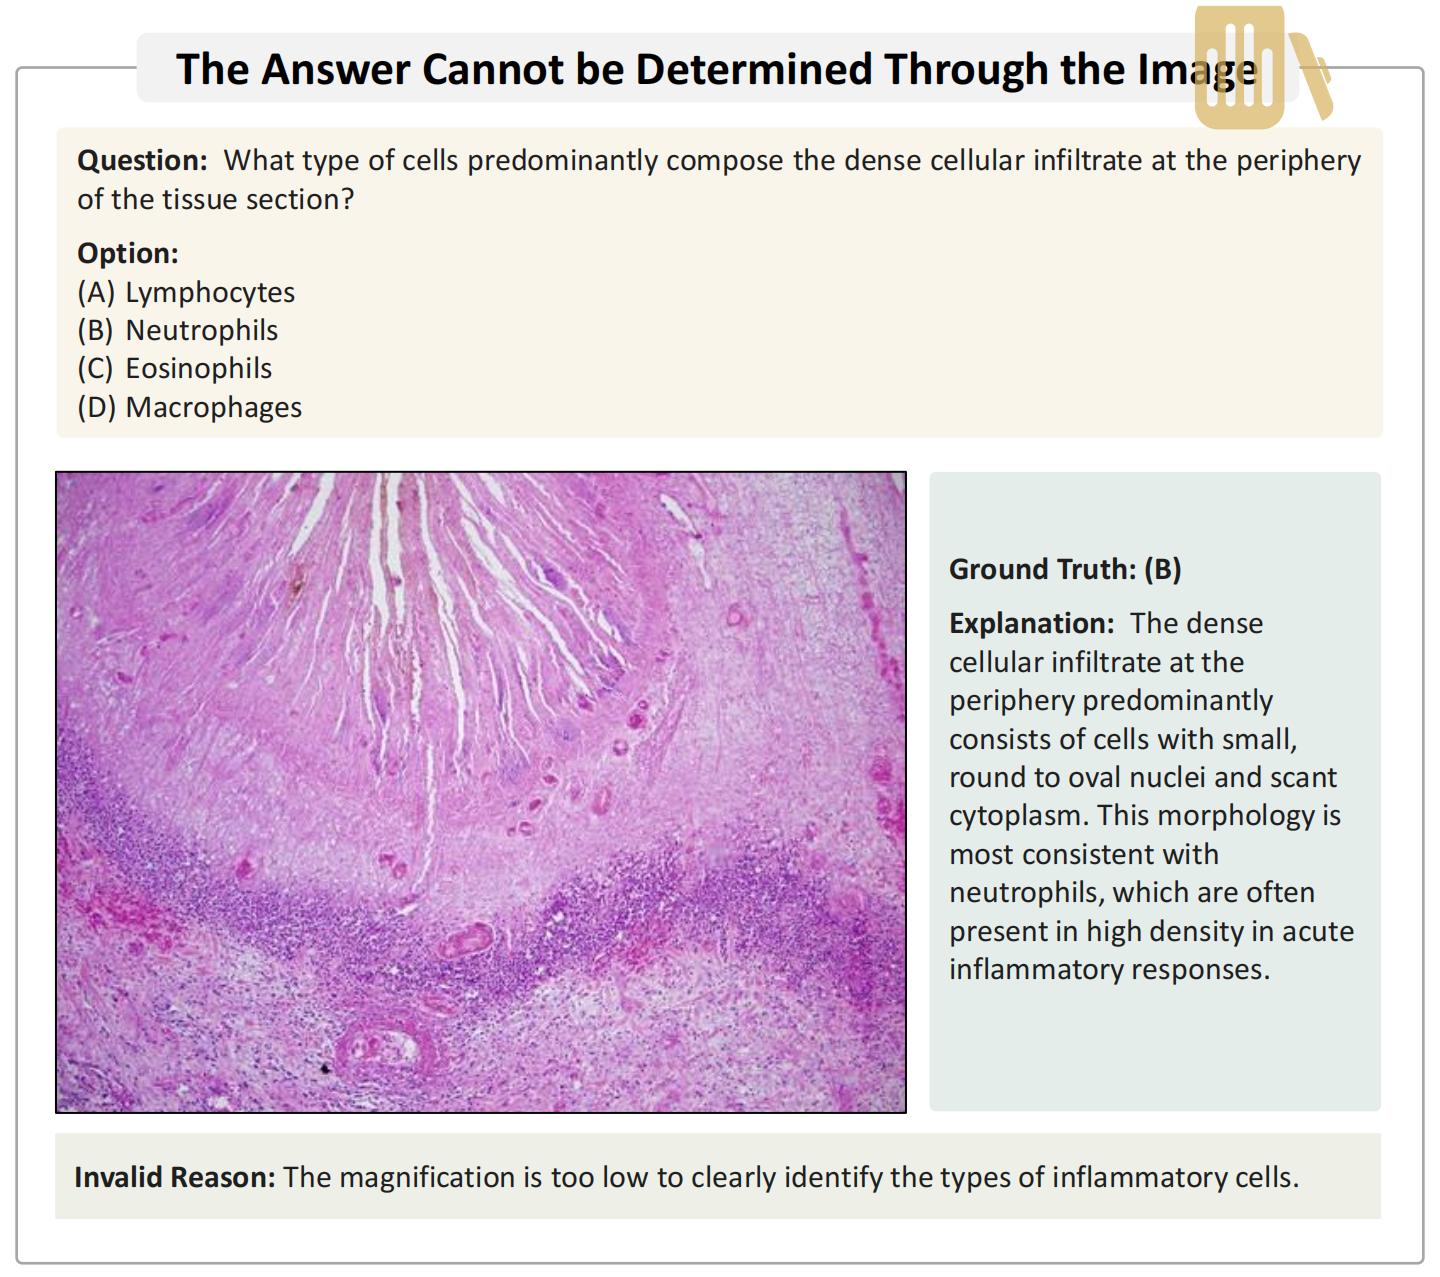 The Answer Cannot be Determined Through the Image
Question: What type of cells predominantly compose the dense cellular infiltrate at the periphery
of the tissue section?
Option:
(A) Lymphocytes
(B) Neutrophils
(C) Eosinophils
(D) Macrophages
Ground Truth: (B)
Explanation: The dense
cellular infiltrate at the
periphery predominantly
consists of cells with small,
round to oval nuclei and scant
cytoplasm. This morphology is
most consistent with
neutrophils, which are often
present in high density in acute
inflammatory responses.
Invalid Reason: The magnification is too low to clearly identify the types of inflammatory cells.